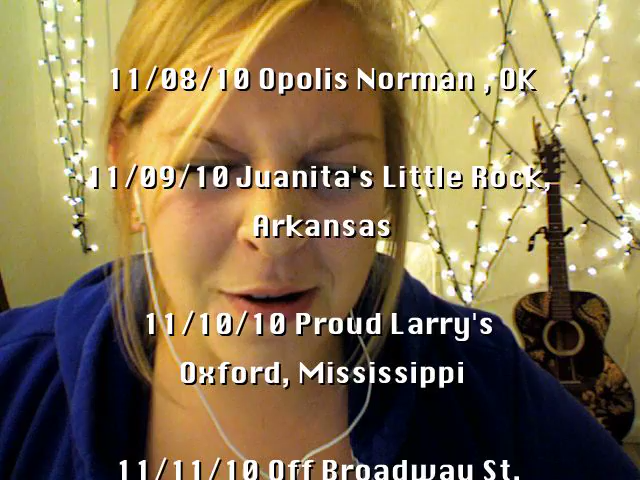 11/08/10 Opolis Norman , OK
11/09/10 Juanita's Little Rock,
Arkansas
11/10/10 Proud Larry's
Oxford, Mississippi
11/11/10 Off Broadway St.